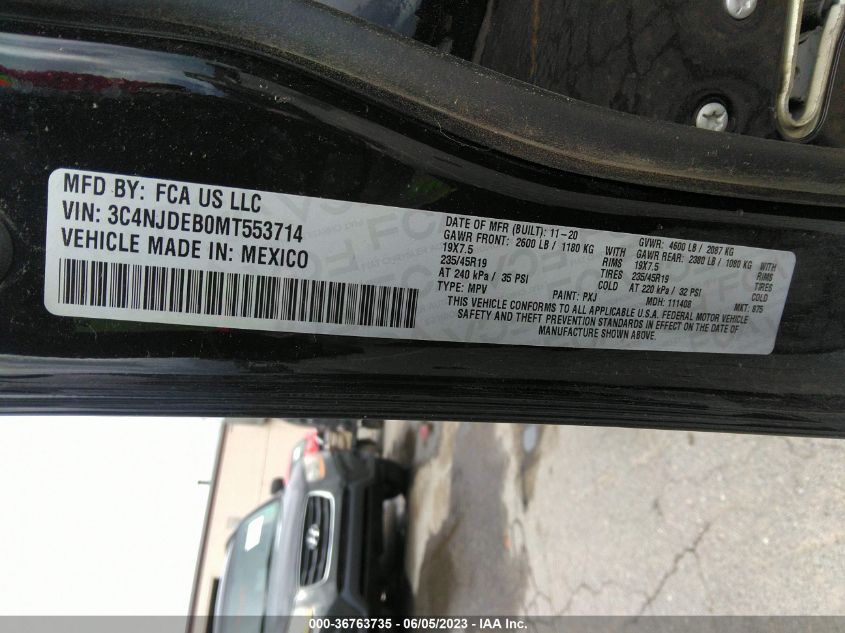 MFD BY: FCA US LLC
VIN: 3C4NJDEB0MT553714
VEHICLE MADE IN: MEXICO
DATE OF MFR (BUILT): 11-20 GVWR: 4600 LB / 2087 KG
GAWR FRONT: 2600 LB / 1180 KG GAWR REAR: 2380 LB / 1080 KG
19X7.5 RIMS 19X7.5 RIMS
235/45R19 TIRES 235/45R19 TIRES
AT 240 kPa / 35 PSI COLD AT 220 kPa / 32 PSI COLD
TYPE: MPV PAINT: PXJ MDH: 111408 MKT: 875
THIS VEHICLE CONFORMS TO ALL APPLICABLE U.S.A. FEDERAL MOTOR VEHICLE
SAFETY AND THEFT PREVENTION STANDARDS IN EFFECT ON THE DATE OF
MANUFACTURE SHOWN ABOVE.
000-36763735 - 06/05/2023 - IAA Inc.